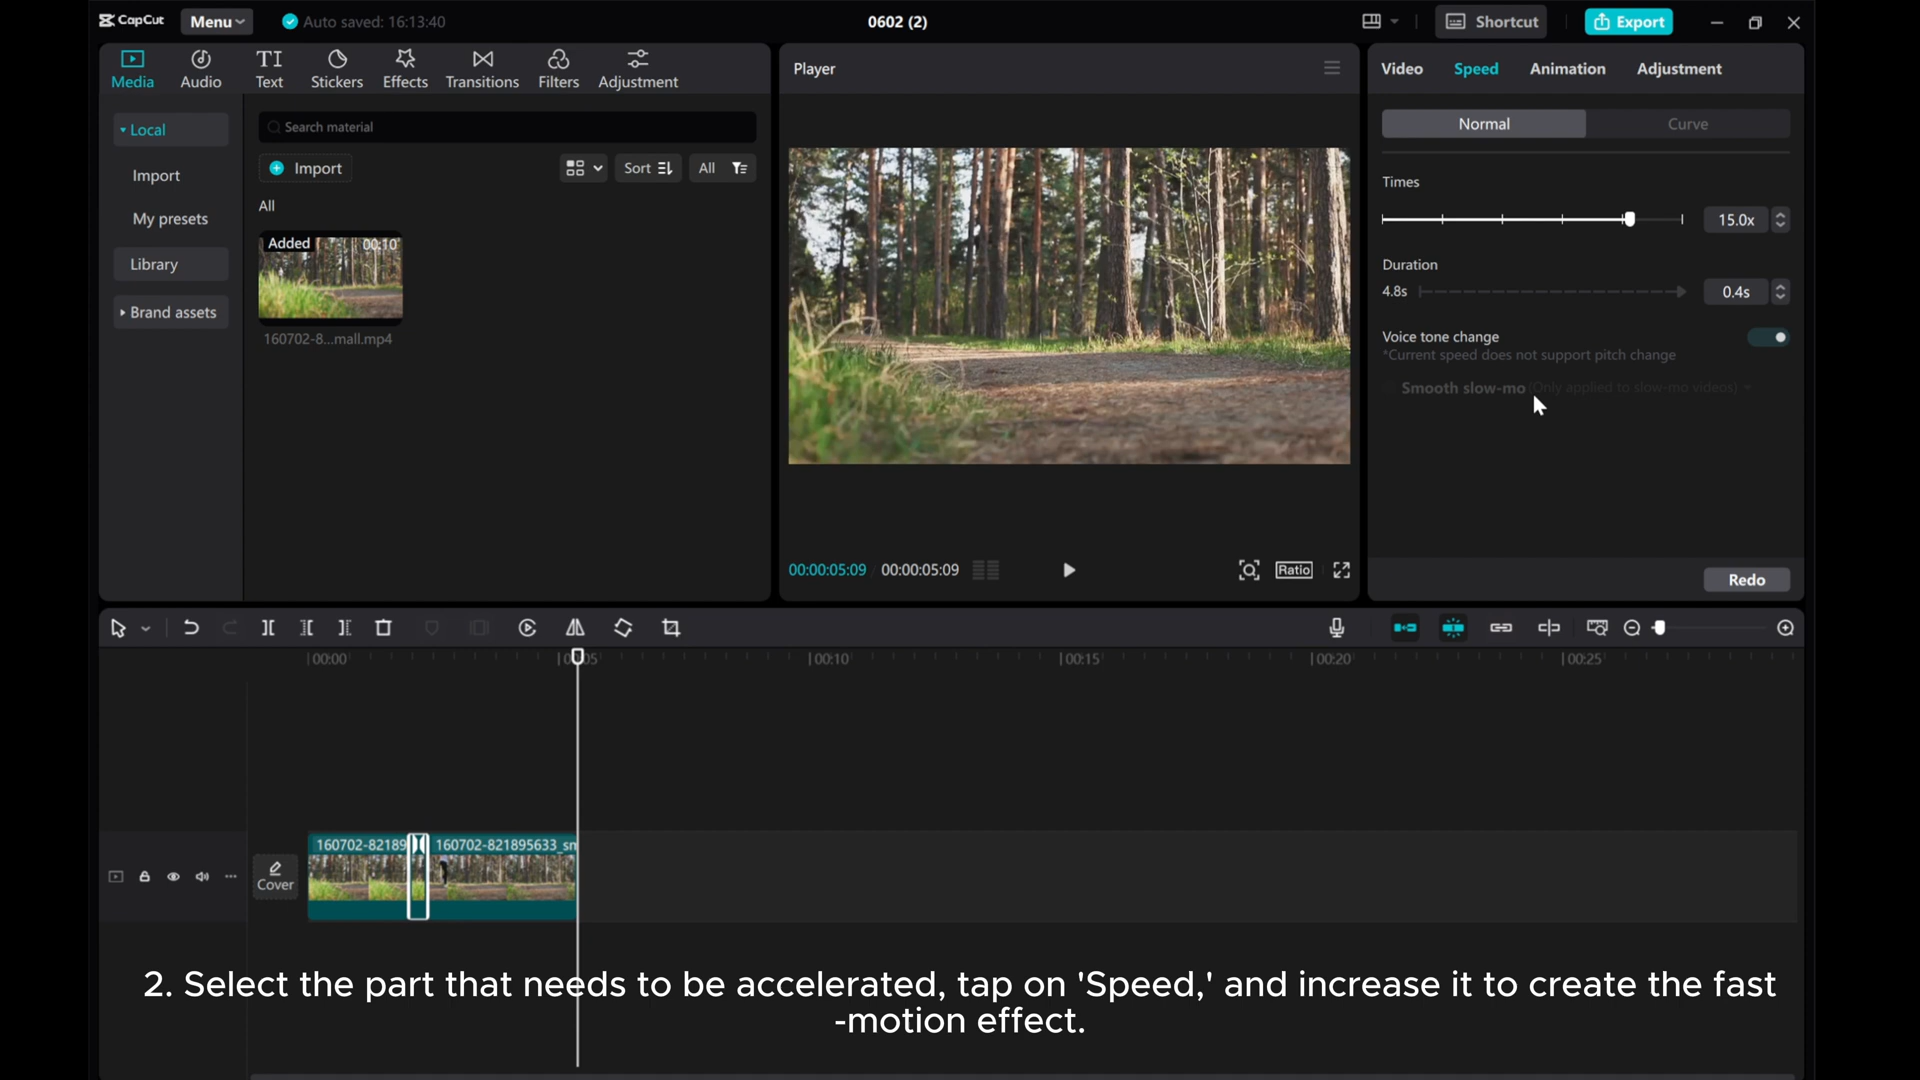 CapCut
Menu
Auto saved: 16:13:40
0602 (2)
Shortcut
Export
Media
Audio
TI
Text
Stickers
Effects
Transitions
Filters
Adjustment
Local
Import
My presets
Library
Brand assets
Search material
Import
Sort
All
All
Added
00:10
160702-8...mall.mp4
Player
00:00:05:09
00:00:05:09
Ratio
Video
Speed
Animation
Adjustment
Normal
Curve
Times
15.0x
Duration
4.8s
0.4s
Voice tone change
*Current speed does not support pitch change
Smooth slow-mo (Only applied to slow-mo videos)
Redo
00:00
00:05
00:10
00:15
00:20
00:25
Cover
160702-82189
160702-821895633_sm
2. Select the part that needs to be accelerated, tap on 'Speed,' and increase it to create the fast
-motion effect.